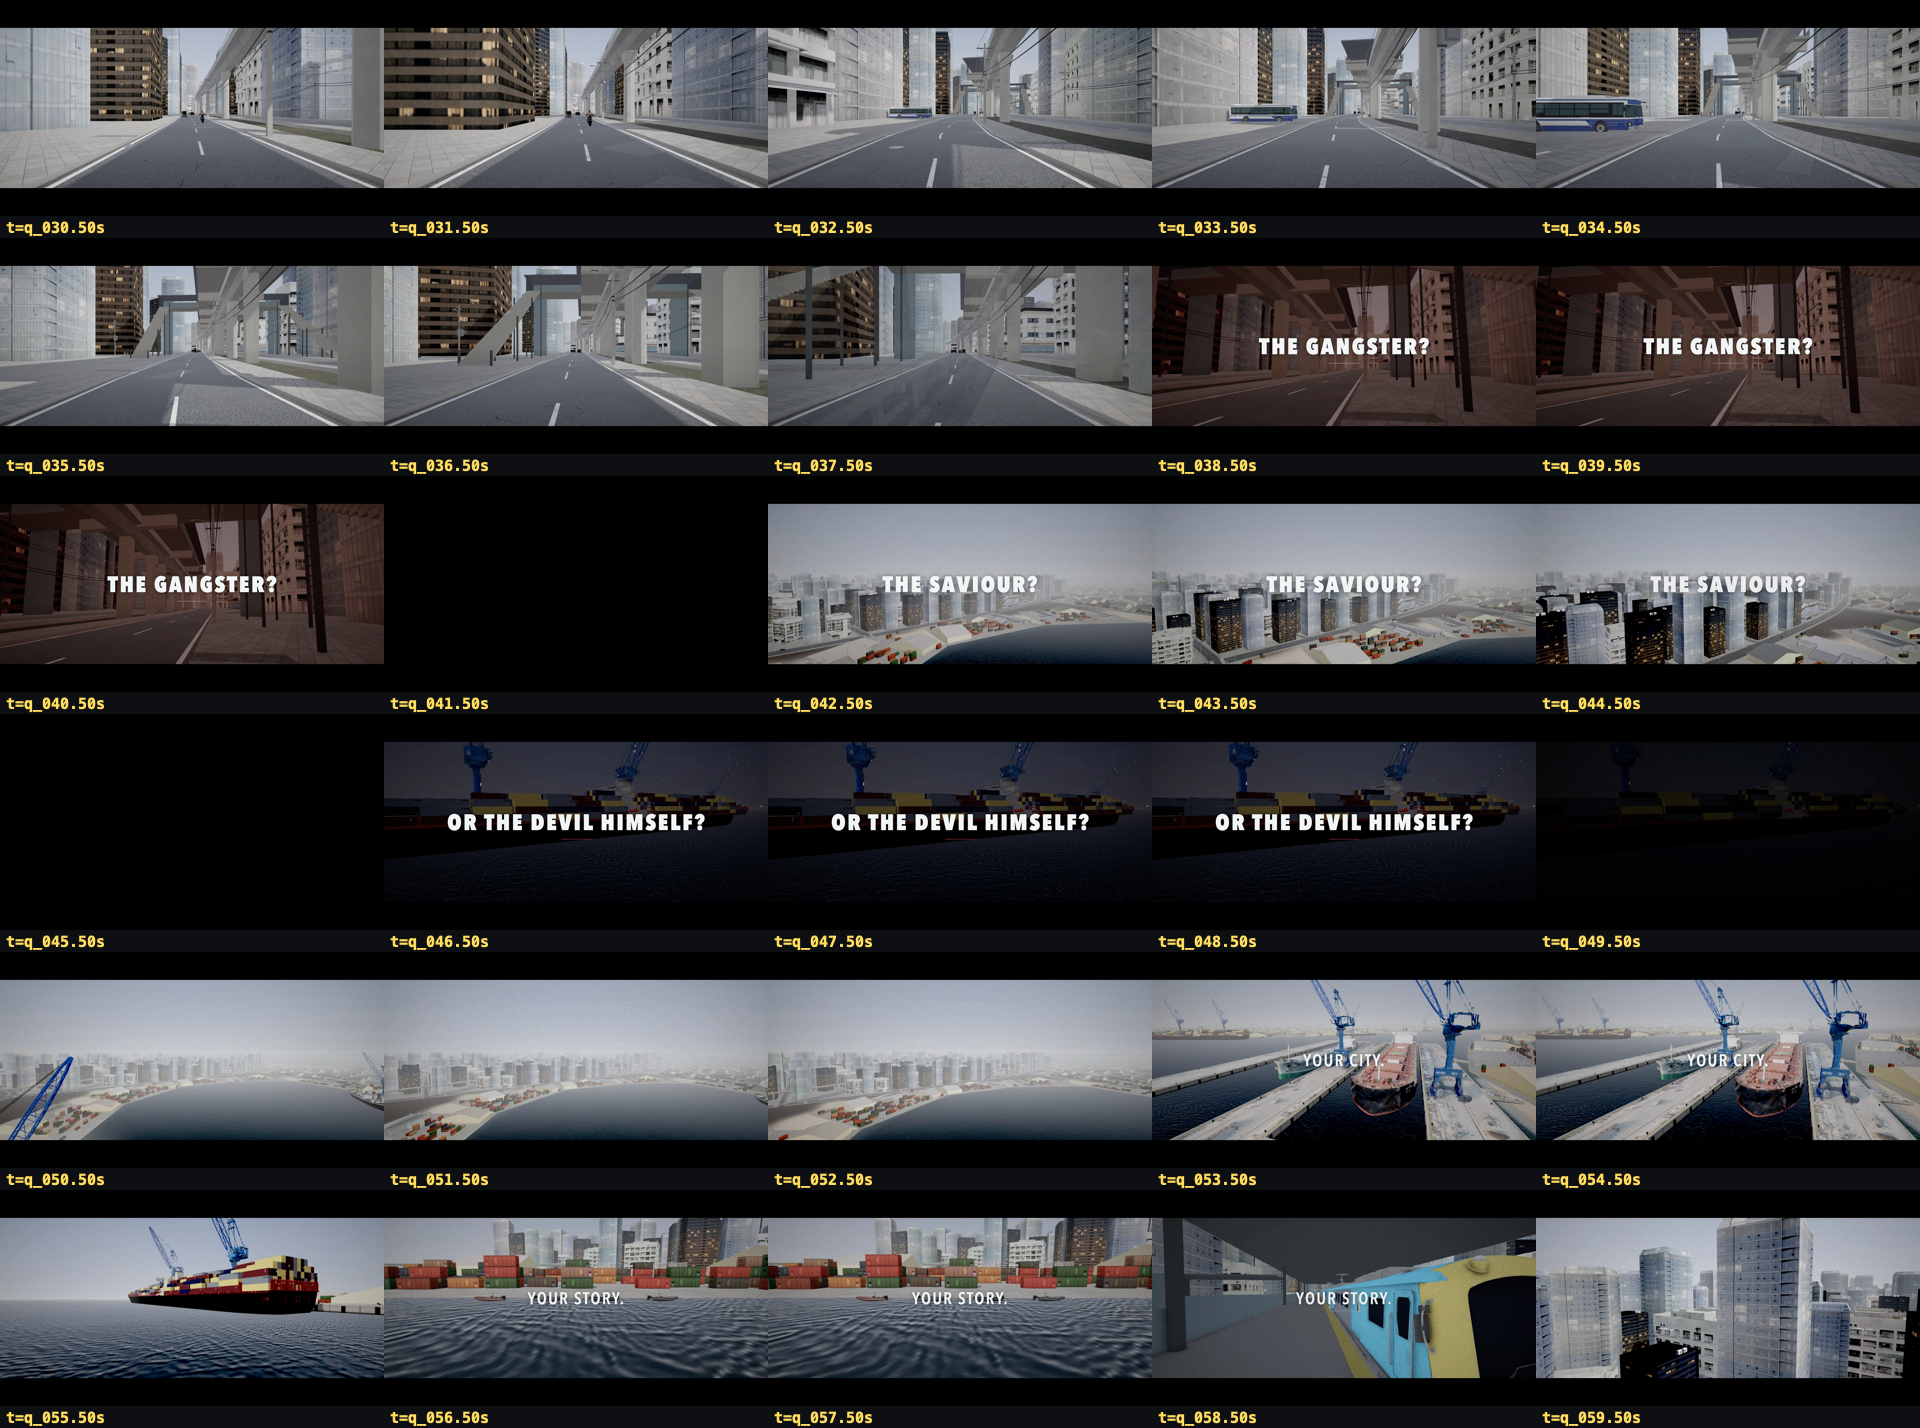 t=q_030.50s
t=q_031.50s
t=q_032.50s
t=q_033.50s
t=q_034.50s
THE GANGSTER?
THE GANGSTER?
t=q_035.50s
t=q_036.50s
t=q_037.50s
t=q_038.50s
t=q_039.50s
THE GANGSTER?
THE SAVIOUR?
THE SAVIOUR?
THE SAVIOUR?
t=q_040.50s
t=q_041.50s
t=q_042.50s
t=q_043.50s
t=q_044.50s
OR THE DEVIL HIMSELF?
OR THE DEVIL HIMSELF?
OR THE DEVIL HIMSELF?
t=q_045.50s
t=q_046.50s
t=q_047.50s
t=q_048.50s
t=q_049.50s
YOUR CITY.
YOUR CITY.
t=q_050.50s
t=q_051.50s
t=q_052.50s
t=q_053.50s
t=q_054.50s
YOUR STORY.
YOUR STORY.
YOUR STORY.
t=q_055.50s
t=q_056.50s
t=q_057.50s
t=q_058.50s
t=q_059.50s